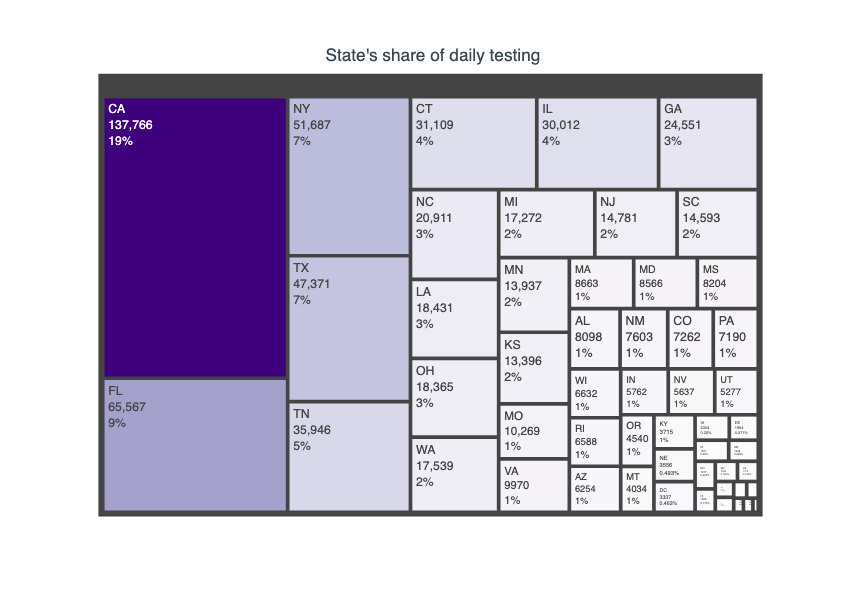 State's share of daily testing
CA
137,766
19%
FL
65,567
9%
NY
51,687
7%
TX
47,371
7%
TN
35,946
5%
CT
31,109
4%
IL
30,012
4%
GA
24,551
3%
NC
20,911
3%
LA
18,431
3%
OH
18,365
3%
WA
17,539
2%
MI
17,272
2%
NJ
14,781
2%
SC
14,593
2%
MN
13,937
2%
KS
13,396
2%
MO
10,269
1%
VA
9970
1%
MA
8663
1%
MD
8566
1%
MS
8204
1%
AL
8098
1%
NM
7603
1%
CO
7262
1%
PA
7190
1%
WI
6632
1%
RI
6588
1%
AZ
6254
1%
IN
5762
1%
NV
5637
1%
UT
5277
1%
OR
4540
1%
MT
4034
1%
KY
3715
1%
NE
3556
0.493%
DC
3337
0.463%